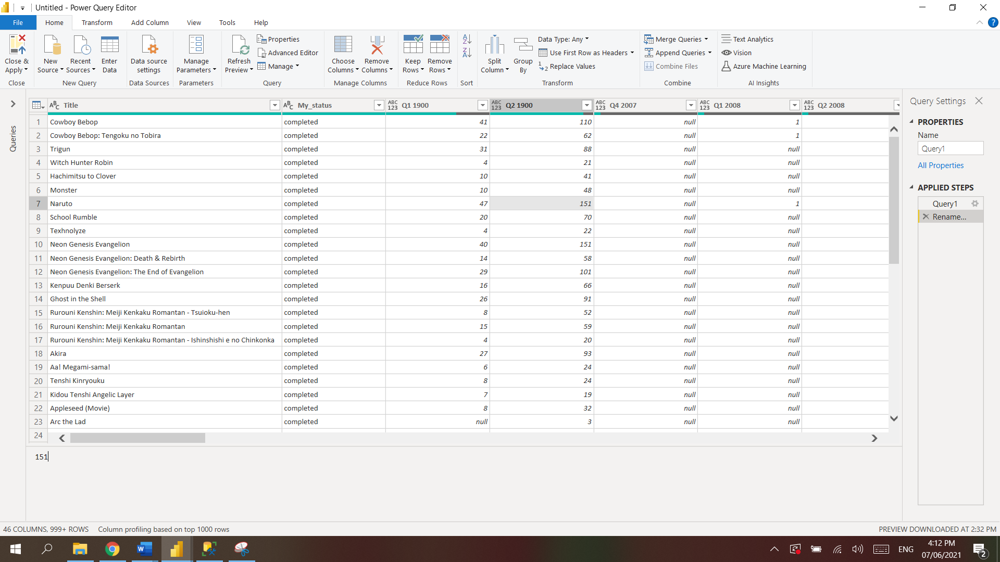 Untitled - Power Query Editor
File Home Transform Add Column View Tools Help
Close & Apply
New Source
Recent Sources
Enter Data
Data source settings
Manage Parameters
Refresh Preview
Properties
Advanced Editor
Manage
Choose Columns
Remove Columns
Keep Rows
Remove Rows
Split Column
Group By
Data Type: Any
Use First Row as Headers
Replace Values
Merge Queries
Append Queries
Combine Files
Text Analytics
Vision
Azure Machine Learning
Close New Query Data Sources Parameters Query Manage Columns Reduce Rows Sort Transform Combine AI Insights
Queries
Title My_status Q1 1900 Q2 1900 Q4 2007 Q1 2008 Q2 2008
1 Cowboy Bebop completed 41 110 null 1
2 Cowboy Bebop: Tengoku no Tobira completed 22 62 null 1
3 Trigun completed 31 88 null null
4 Witch Hunter Robin completed 4 21 null null
5 Hachimitsu to Clover completed 10 41 null null
6 Monster completed 10 48 null null
7 Naruto completed 47 151 null 1
8 School Rumble completed 20 70 null null
9 Texhnolyze completed 4 22 null null
10 Neon Genesis Evangelion completed 40 151 null null
11 Neon Genesis Evangelion: Death & Rebirth completed 14 58 null null
12 Neon Genesis Evangelion: The End of Evangelion completed 29 101 null null
13 Kenpuu Denki Berserk completed 16 66 null null
14 Ghost in the Shell completed 26 91 null null
15 Rurouni Kenshin: Meiji Kenkaku Romantan - Tsuioku-hen completed 8 52 null null
16 Rurouni Kenshin: Meiji Kenkaku Romantan completed 15 59 null null
17 Rurouni Kenshin: Meiji Kenkaku Romantan - Ishinshishi e no Chinkonka completed 4 20 null null
18 Akira completed 27 93 null null
19 Aa! Megami-sama! completed 6 24 null null
20 Tenshi Kinryouku completed 8 24 null null
21 Kidou Tenshi Angelic Layer completed 7 19 null null
22 Appleseed (Movie) completed 8 32 null null
23 Arc the Lad completed null 3 null null
24
151
Query Settings
PROPERTIES
Name
Query1
All Properties
APPLIED STEPS
Query1
Rename...
46 COLUMNS, 999+ ROWS Column profiling based on top 1000 rows PREVIEW DOWNLOADED AT 2:32 PM
ENG
4:12 PM
07/06/2021
2